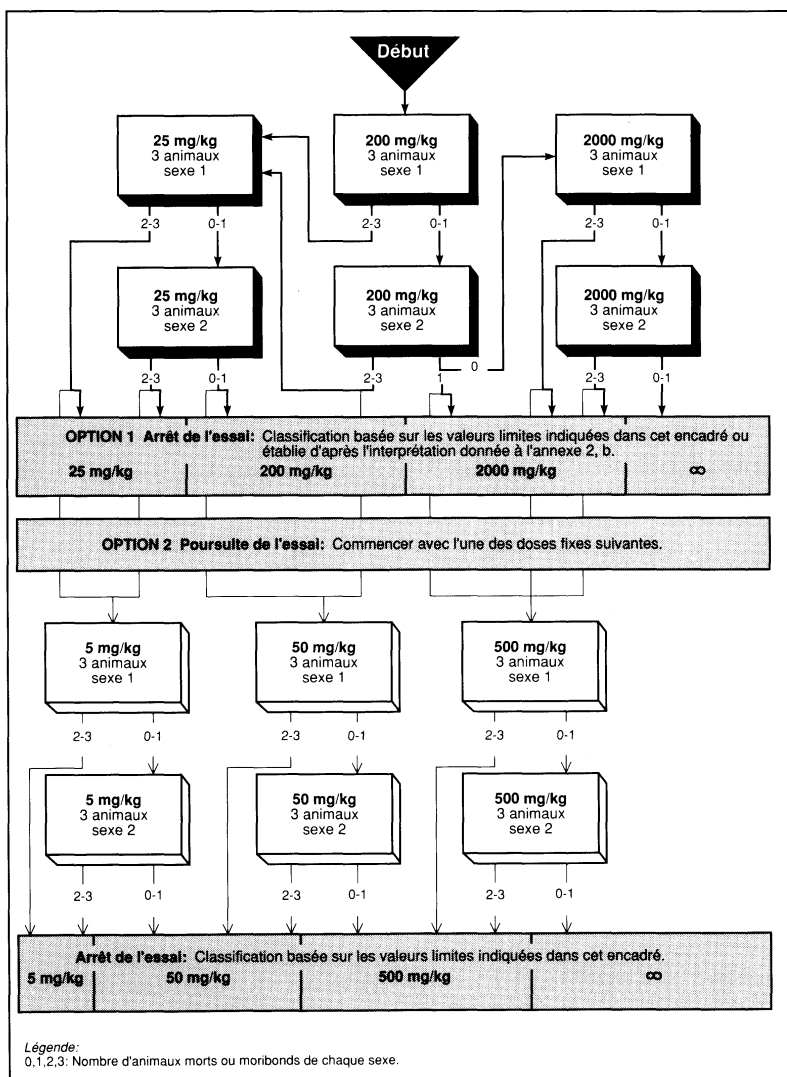 Début
25 mg/kg
3 animaux
sexe 1
200 mg/kg
3 animaux
sexe 1
2000 mg/kg
3 animaux
sexe 1
2-3 0-1 2-3 0-1 2-3 0-1
25 mg/kg
3 animaux
sexe 2
200 mg/kg
3 animaux
sexe 2
2000 mg/kg
3 animaux
sexe 2
0
2-3 0-1 2-3 1 2-3 0-1
OPTION 1 Arrêt de l'essai: Classification basée sur les valeurs limites indiquées dans cet encadré ou
établie d'après l'interprétation donnée à l'annexe 2, b.
25 mg/kg 200 mg/kg 2000 mg/kg ∞
OPTION 2 Poursuite de l'essai: Commencer avec l'une des doses fixes suivantes.
5 mg/kg
3 animaux
sexe 1
50 mg/kg
3 animaux
sexe 1
500 mg/kg
3 animaux
sexe 1
2-3 0-1 2-3 0-1 2-3 0-1
5 mg/kg
3 animaux
sexe 2
50 mg/kg
3 animaux
sexe 2
500 mg/kg
3 animaux
sexe 2
2-3 0-1 2-3 0-1 2-3 0-1
Arrêt de l'essai: Classification basée sur les valeurs limites indiquées dans cet encadré.
5 mg/kg 50 mg/kg 500 mg/kg ∞
Légende:
0,1,2,3: Nombre d'animaux morts ou moribonds de chaque sexe.